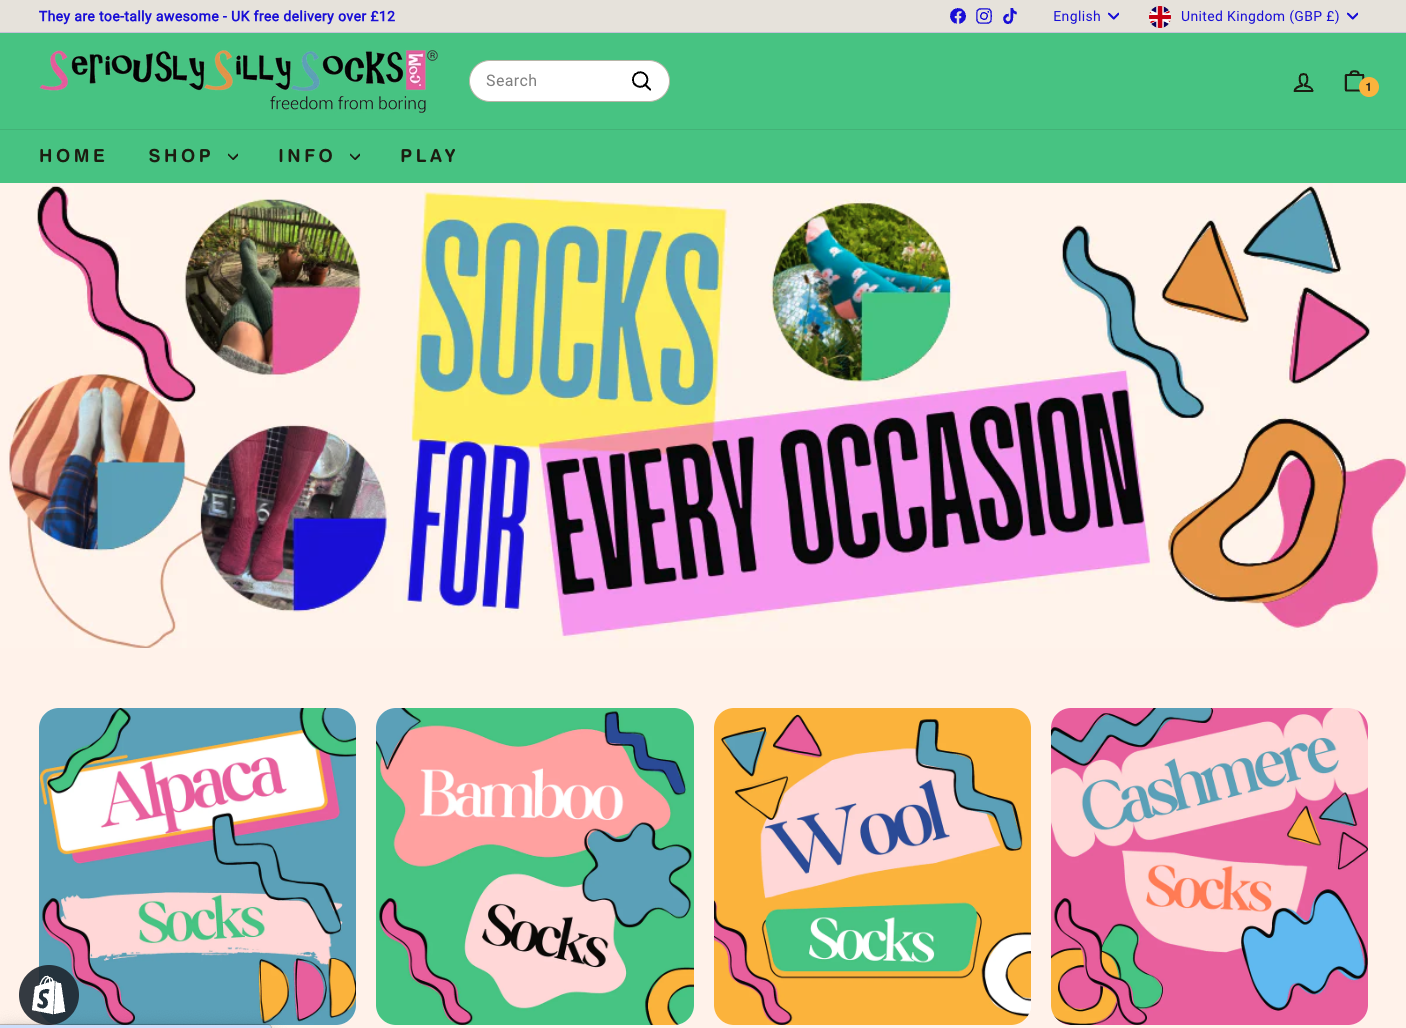 They are toe-tally awesome - UK free delivery over £12
English
United Kingdom (GBP £)
Seriously Silly Socks Woo! ®
freedom from boring
Search
1
HOME
SHOP
INFO
PLAY
SOCKS
FOR EVERY OCCASION
Alpaca
Socks
Bamboo
Socks
Wool
Socks
Cashmere
Socks